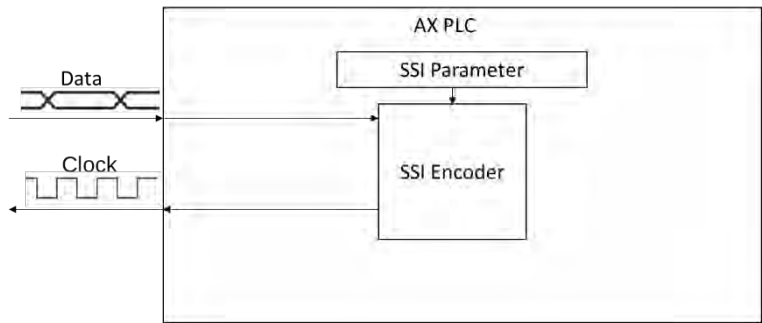 AX PLC
SSI Parameter
Data
Clock
SSI Encoder